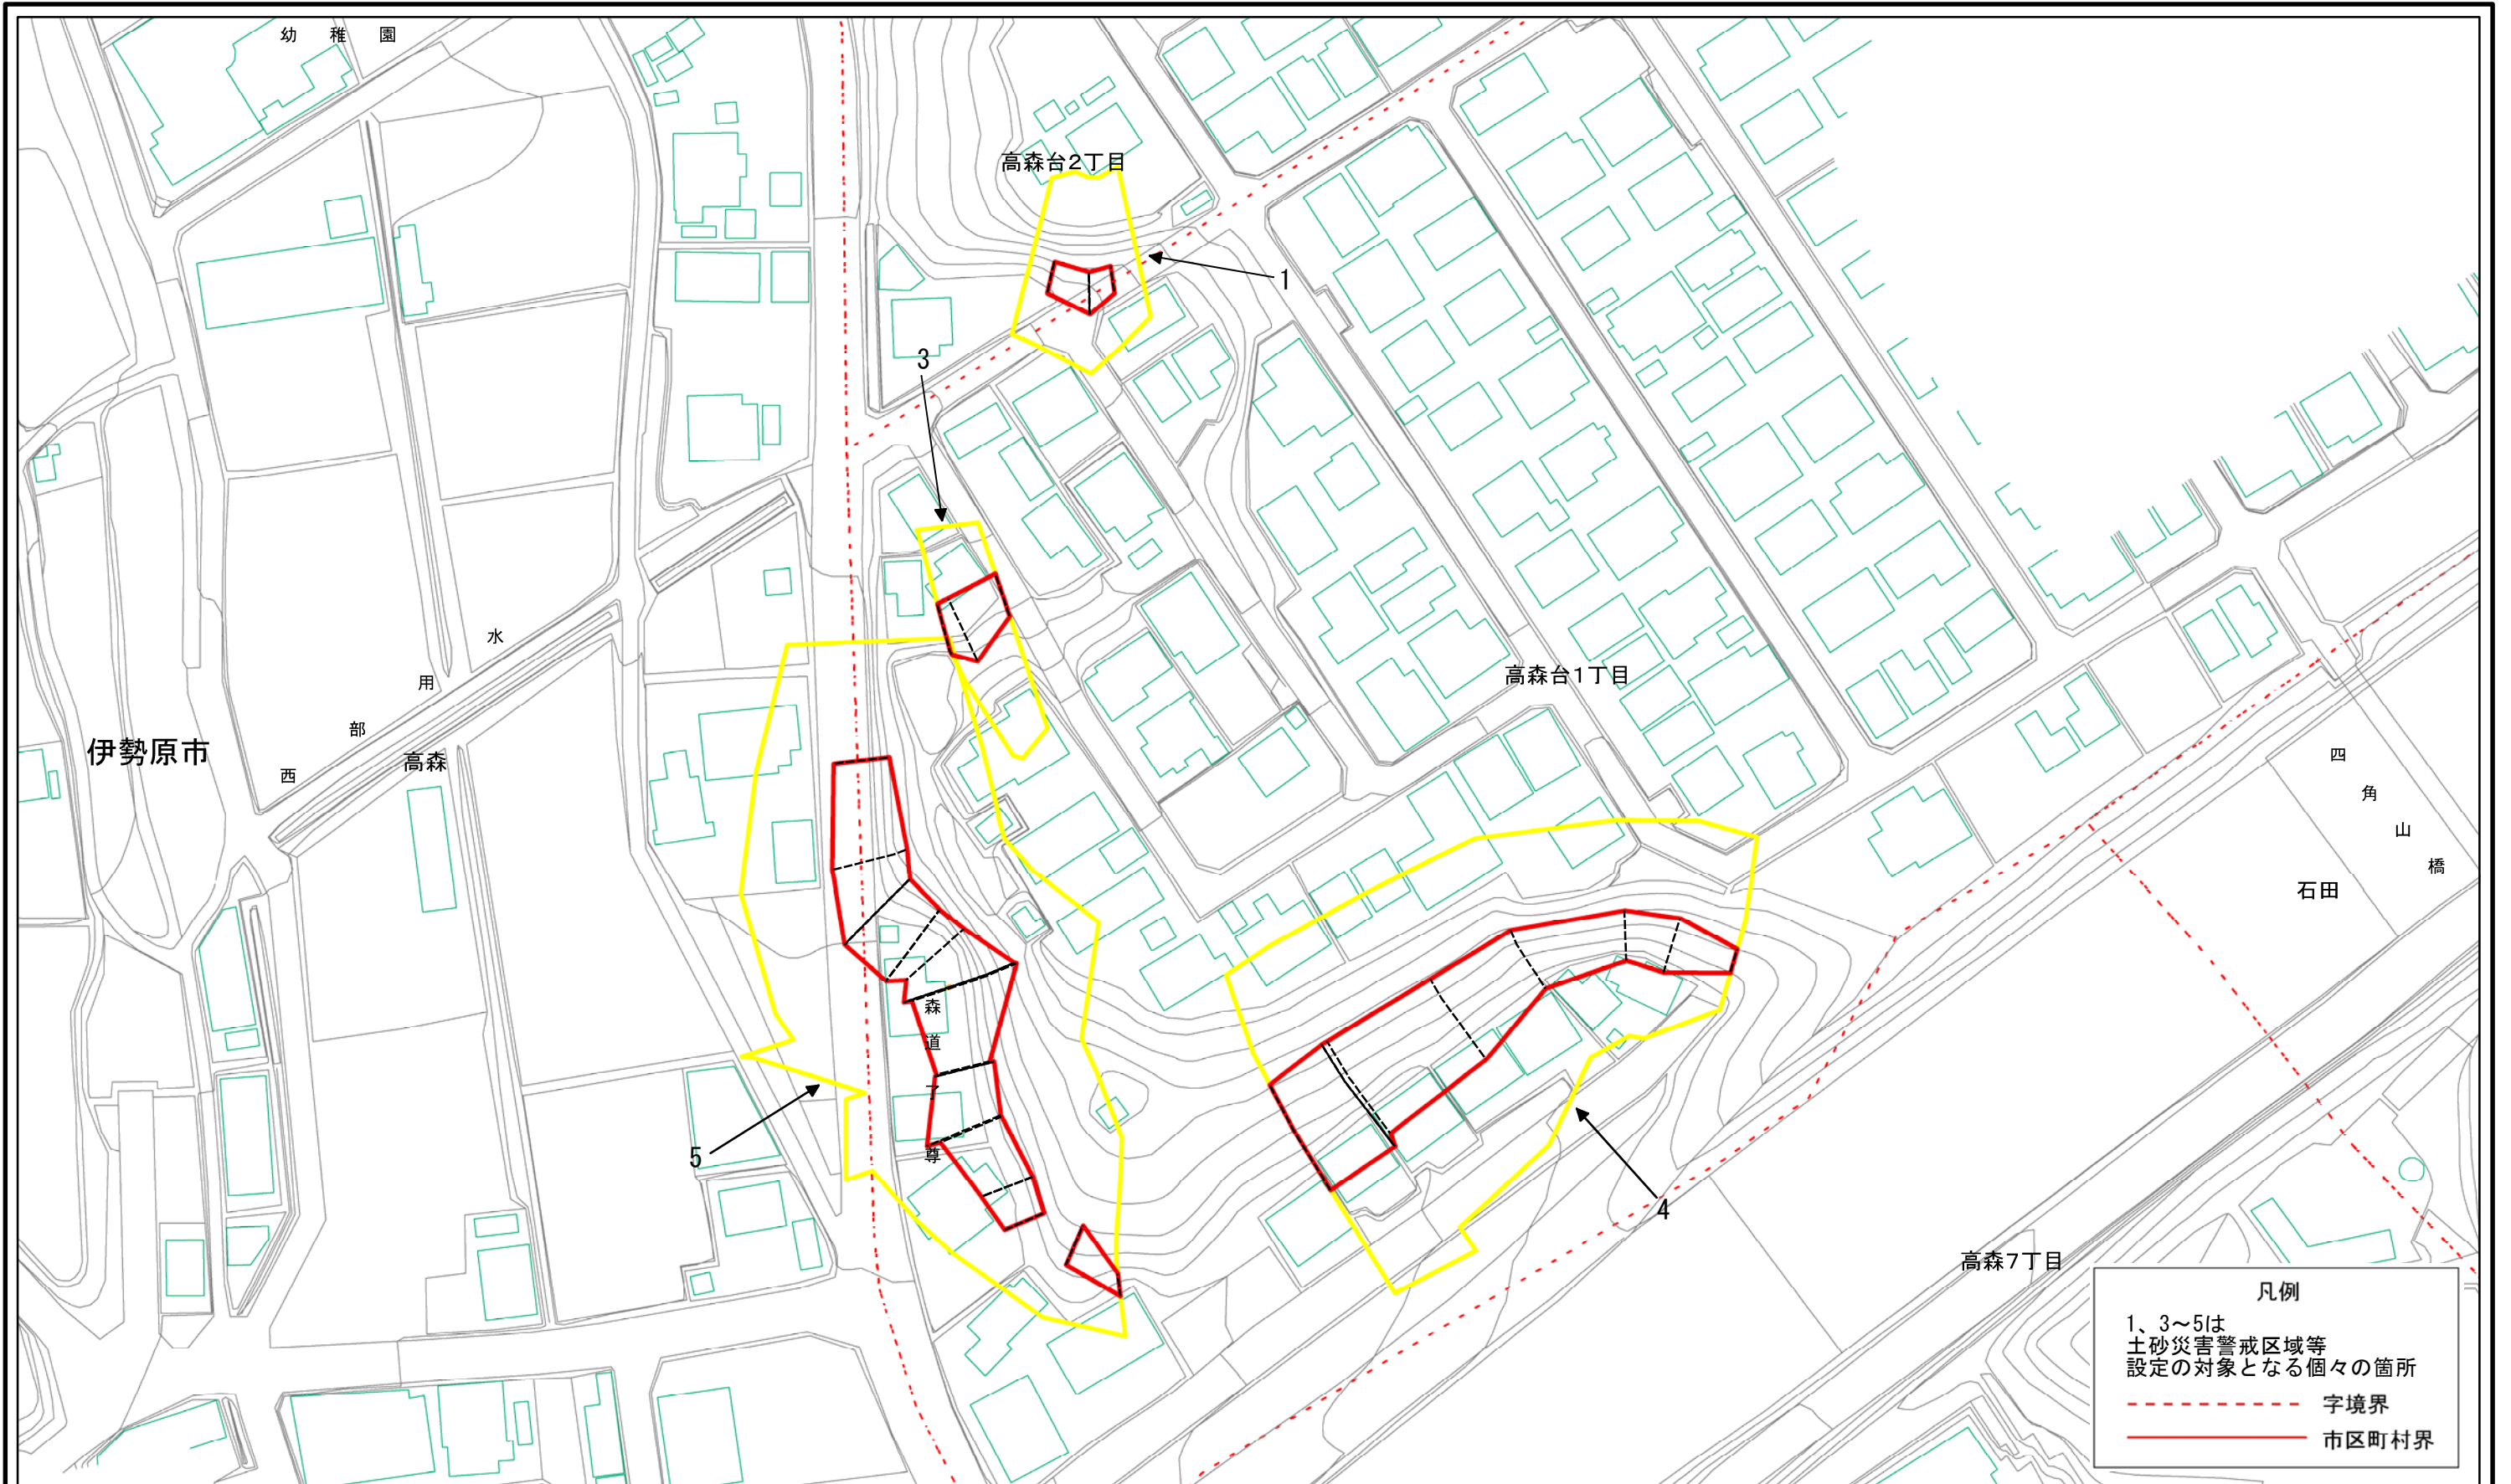 幼稚園
高森台2丁目
1
3
水
用
部
西
高森
伊勢原市
高森台1丁目
四
角
山
橋
石田
森
道
了
尊
5
4
高森7丁目
凡例
1、3～5は
土砂災害警戒区域等
設定の対象となる個々の箇所
字境界
市区町村界